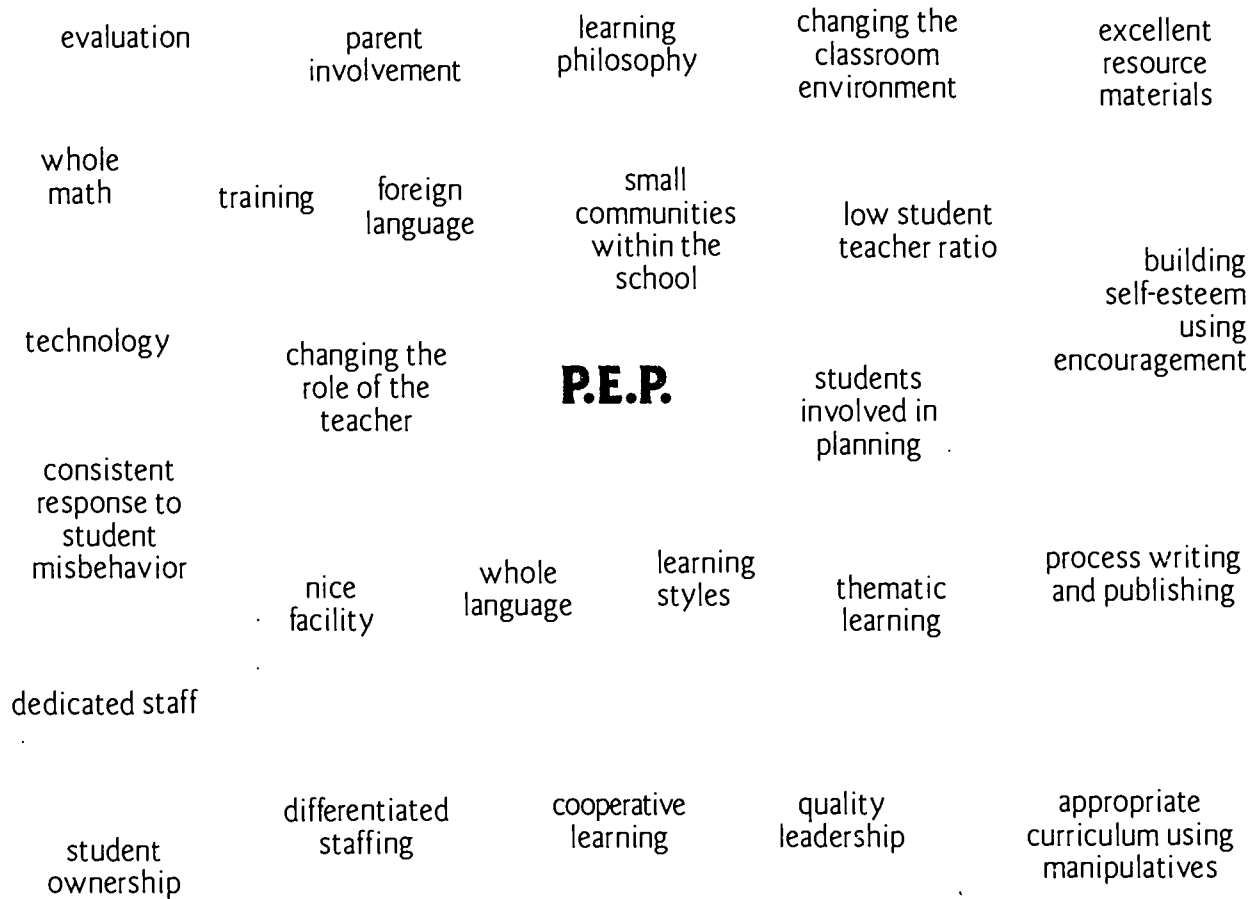 evaluation
parent
involvement
learning
philosophy
changing the
classroom
environment
excellent
resource
materials
whole
math
training
foreign
language
small
communities
within the
school
low student
teacher ratio
building
self-esteem
using
encouragement
technology
changing the
role of the
teacher
P.E.P.
students
involved in
planning
consistent
response to
student
misbehavior
nice
facility
whole
language
learning
styles
thematic
learning
process writing
and publishing
dedicated staff
student
ownership
differentiated
staffing
cooperative
learning
quality
leadership
appropriate
curriculum using
manipulatives